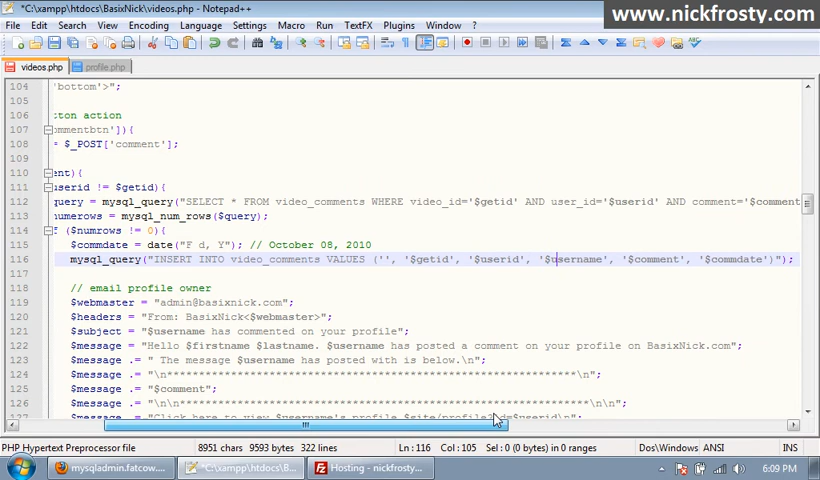 *C:\xampp\htdocs\BasixNick\videos.php - Notepad++
www.nickfrosty.com
File Edit Search View Encoding Language Settings Macro Run TextFX Plugins Window ?
videos.php profile.php
104 'bottom'>";
105
106 cton action
107 ommentbtn']){
108 = $_POST['comment'];
109
110 ent){
111 userid != $getid){
112 query = mysql_query("SELECT * FROM video_comments WHERE video_id='$getid' AND user_id='$userid' AND comment='$comment
113 numerows = mysql_num_rows($query);
114 f ($numrows != 0){
115 $commdate = date("F d, Y"); // October 08, 2010
116 mysql_query("INSERT INTO video_comments VALUES ('', '$getid', '$userid', '$username', '$comment', '$commdate')");
117
118 // email profile owner
119 $webmaster = "admin@basixnick.com";
120 $headers = "From: BasixNick<$webmaster>";
121 $subject = "$username has commented on your profile";
122 $message = "Hello $firstname $lastname. $username has posted a comment on your profile on BasixNick.com";
123 $message .= " The message $username has posted with is below.\n";
125 $message .= "$comment";
127 $message .= "Click here to view $username's profile $site/profile?id=$userid\n";
PHP Hypertext Preprocessor file 8951 chars 9593 bytes 322 lines Ln : 116 Col : 105 Sel : 0 (0 bytes) in 0 ranges Dos\Windows ANSI INS
mysqladmin.fatcow.... *C:\xampp\htdocs\B... Hosting - nickfrosty... 6:09 PM